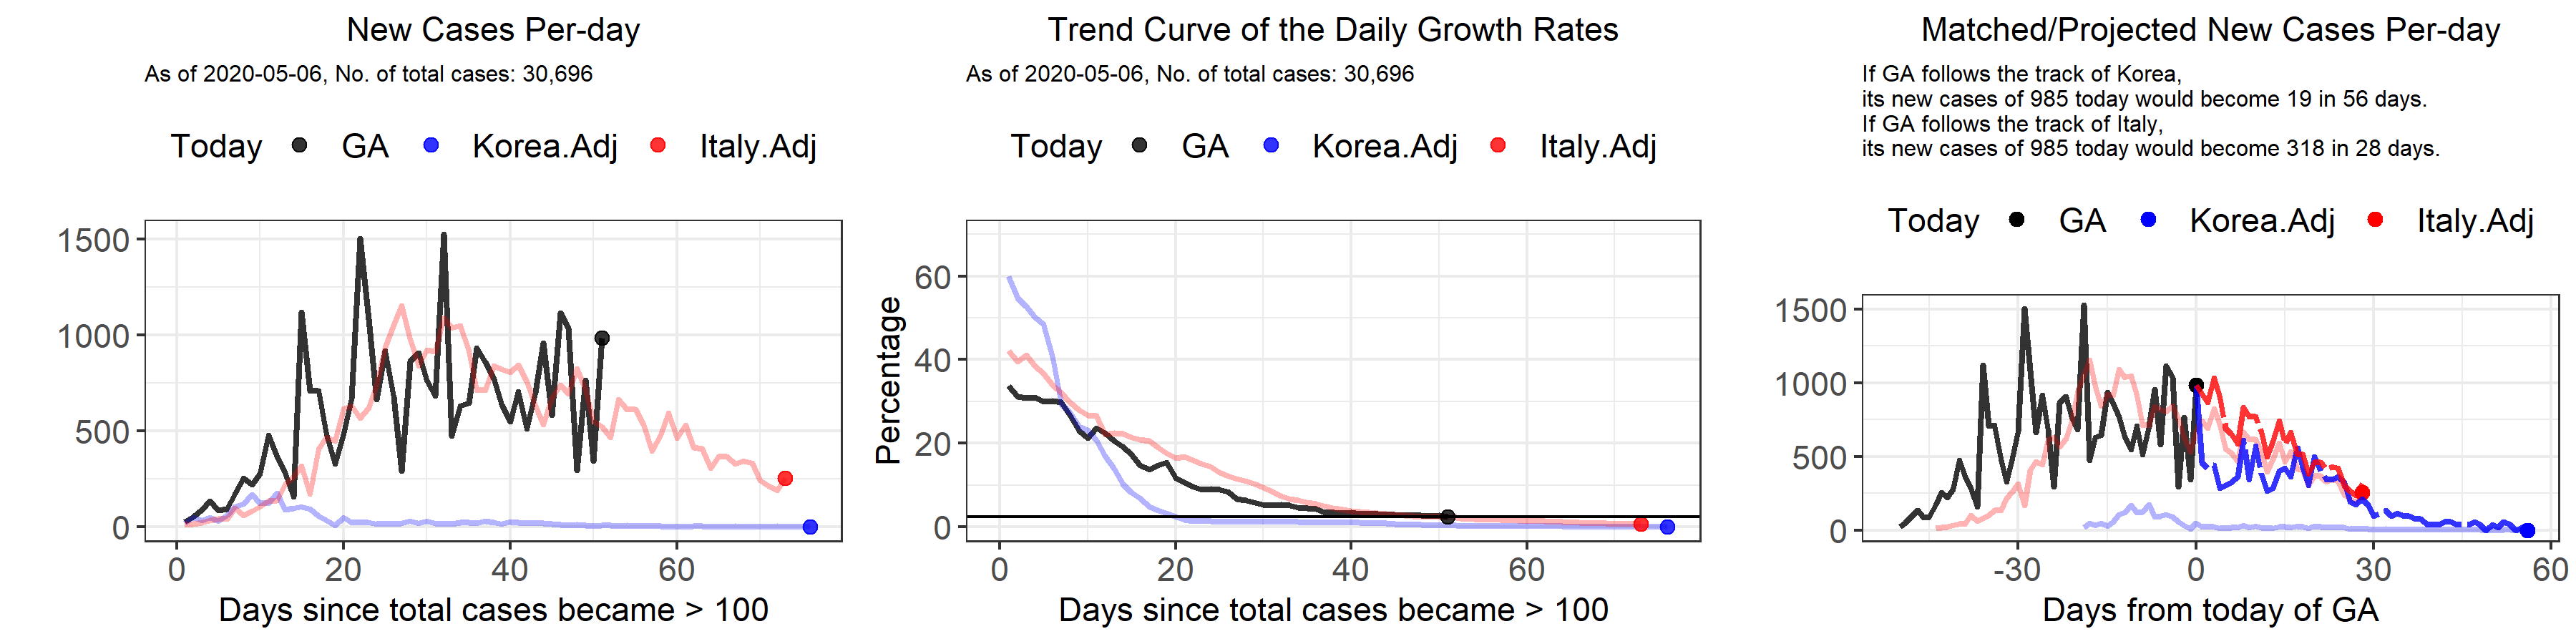 New Cases Per-day
As of 2020-05-06, No. of total cases: 30,696
Today GA Korea.Adj Italy.Adj
1500
1000
500
0
0 20 40 60
Days since total cases became > 100
Trend Curve of the Daily Growth Rates
As of 2020-05-06, No. of total cases: 30,696
Today GA Korea.Adj Italy.Adj
Percentage
60
40
20
0
0 20 40 60
Days since total cases became > 100
Matched/Projected New Cases Per-day
If GA follows the track of Korea,
its new cases of 985 today would become 19 in 56 days.
If GA follows the track of Italy,
its new cases of 985 today would become 318 in 28 days.
Today GA Korea.Adj Italy.Adj
1500
1000
500
0
-30 0 30 60
Days from today of GA